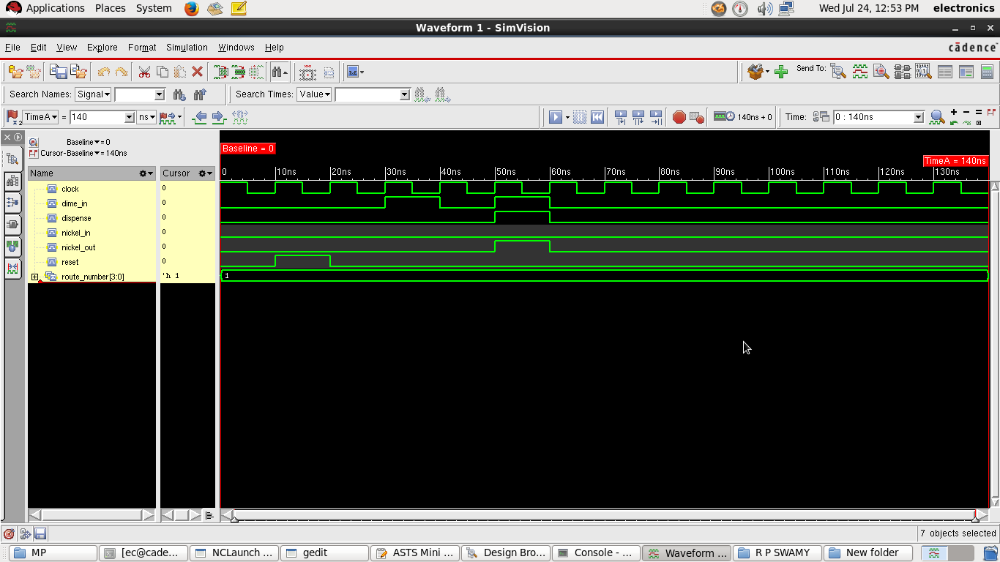 Applications Places System Wed Jul 24, 12:53 PM electronics
Waveform 1 - SimVision
File Edit View Explore Format Simulation Windows Help cādence
Send To:
Search Names: Signal Search Times: Value
TimeA = 140 ns 140ns + 0 Time: 0 : 140ns
Baseline = 0
Cursor-Baseline = 140ns
Baseline = 0
TimeA = 140ns
Name Cursor 0 10ns 20ns 30ns 40ns 50ns 60ns 70ns 80ns 90ns 100ns 110ns 120ns 130ns
clock 0
dime_in 0
dispense 0
nickel_in 0
nickel_out 0
reset 0
route_number[3:0] 'h 1 1
7 objects selected
MP [ec@cade... NCLaunch ... gedit ASTS Mini ... Design Bro... Console - ... Waveform ... R P SWAMY New folder